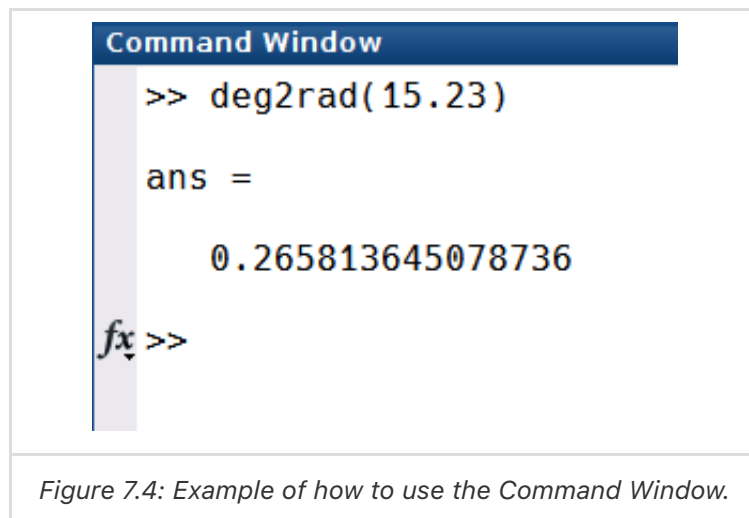 Command Window
>> deg2rad(15.23)
ans =
0.265813645078736
fx >>
Figure 7.4: Example of how to use the Command Window.